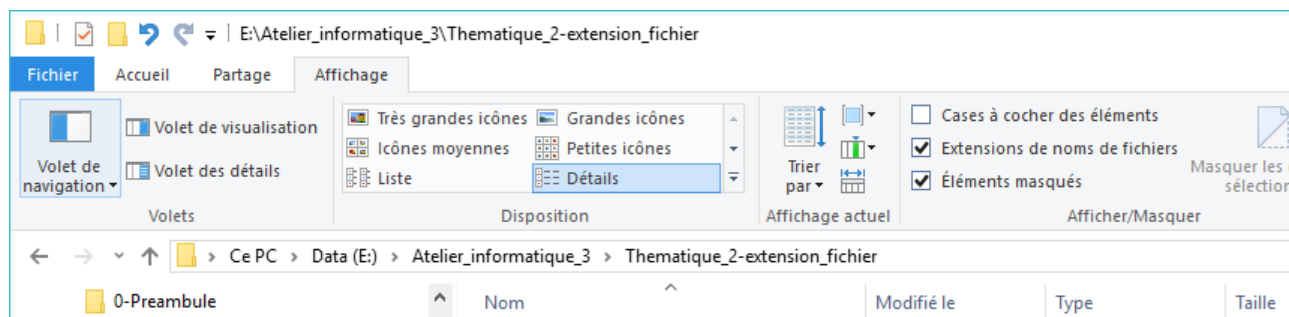 E:\Atelier_informatique_3\Thematique_2-extension_fichier
Fichier Accueil Partage Affichage
Volet de navigation
Volet de visualisation
Volet des détails
Volets
Très grandes icônes Grandes icônes
Icônes moyennes Petites icônes
Liste Détails
Disposition
Trier par
Affichage actuel
Cases à cocher des éléments
Extensions de noms de fichiers
Éléments masqués
Masquer les
sélection
Afficher/Masquer
Ce PC > Data (E:) > Atelier_informatique_3 > Thematique_2-extension_fichier
0-Preambule Nom Modifié le Type Taille